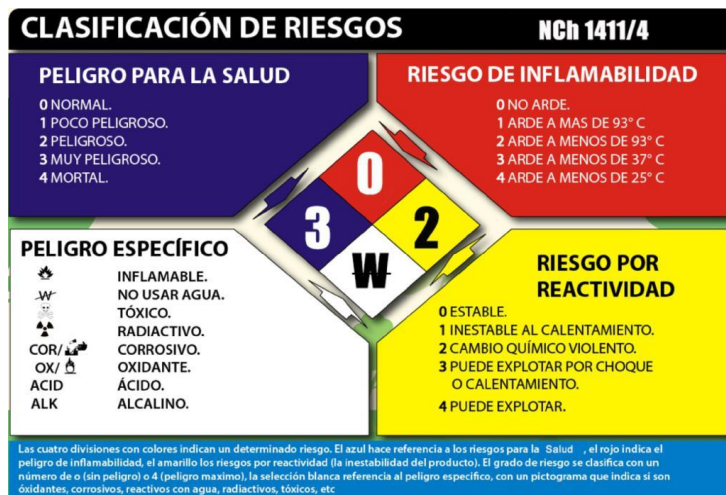 CLASIFICACIÓN DE RIESGOS
NCh 1411/4
PELIGRO PARA LA SALUD
0 NORMAL.
1 POCO PELIGROSO.
2 PELIGROSO.
3 MUY PELIGROSO.
4 MORTAL.
RIESGO DE INFLAMABILIDAD
0 NO ARDE.
1 ARDE A MAS DE 93° C
2 ARDE A MENOS DE 93° C
3 ARDE A MENOS DE 37° C
4 ARDE A MENOS DE 25° C
0
3
2
W
PELIGRO ESPECÍFICO
INFLAMABLE.
W NO USAR AGUA.
TÓXICO.
RADIACTIVO.
COR/ CORROSIVO.
OX/ OXIDANTE.
ACID ÁCIDO.
ALK ALCALINO.
RIESGO POR
REACTIVIDAD
0 ESTABLE.
1 INESTABLE AL CALENTAMIENTO.
2 CAMBIO QUÍMICO VIOLENTO.
3 PUEDE EXPLOTAR POR CHOQUE
O CALENTAMIENTO.
4 PUEDE EXPLOTAR.
Las cuatro divisiones con colores indican un determinado riesgo. El azul hace referencia a los riesgos para la Salud , el rojo indica el
peligro de inflamabilidad, el amarillo los riesgos por reactividad (la inestabilidad del producto). El grado de riesgo se clasifica con un
número de o (sin peligro) o 4 (peligro maximo), la selección blanca referencia al peligro especifico, con un pictograma que indica si son
óxidantes, corrosivos, reactivos con agua, radiactivos, tóxicos, etc